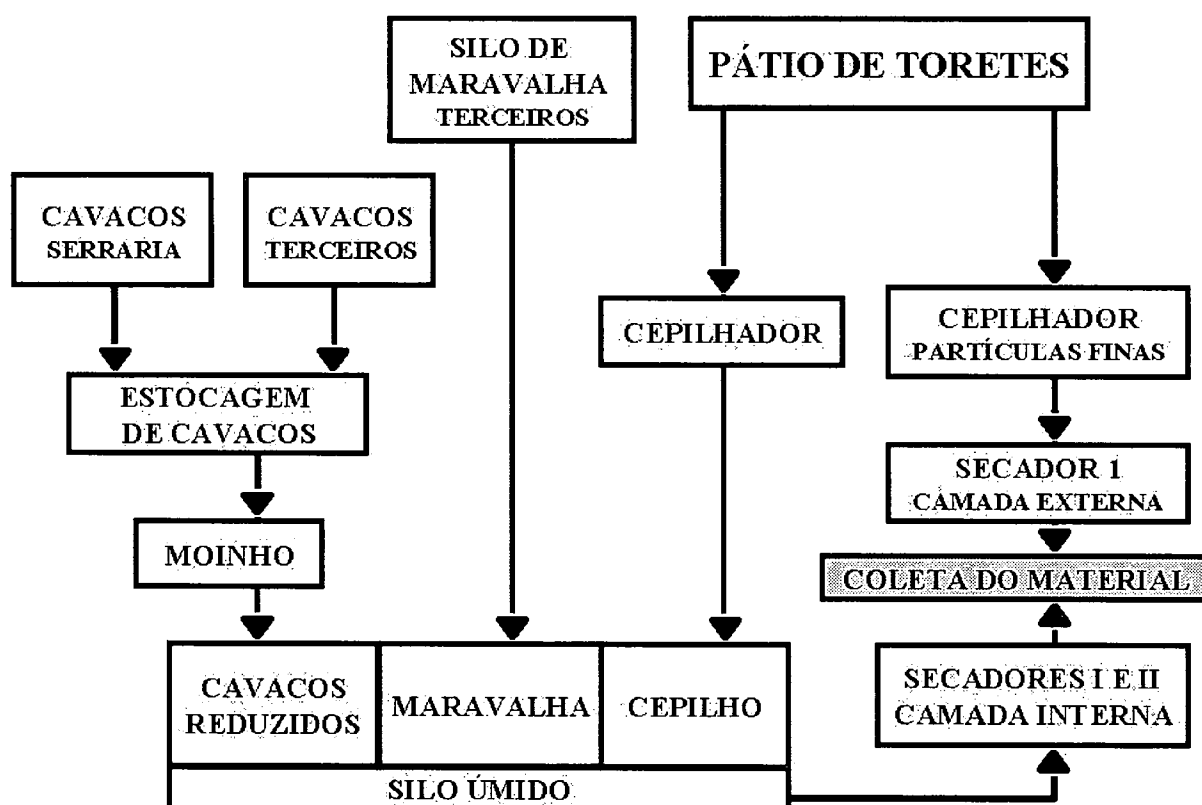 SILO DE
MARAVALHA
TERCEIROS
PÁTIO DE TORETES
CAVACOS
SERRARIA
CAVACOS
TERCEIROS
CEPILHADOR
CEPILHADOR
PARTÍCULAS FINAS
ESTOCAGEM
DE CAVACOS
SECADOR 1
CAMADA EXTERNA
MOINHO
COLETA DO MATERIAL
CAVACOS
REDUZIDOS
MARAVALHA
CEPILHO
SECADORES I E II
CAMADA INTERNA
SILO ÚMIDO